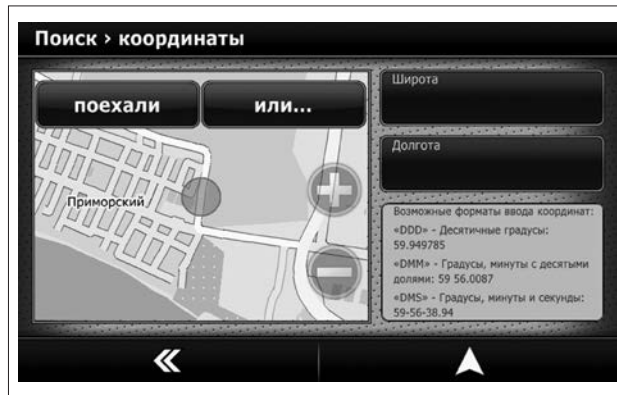 Поиск › координаты
поехали
или...
Приморский
Широта
Долгота
Возможные форматы ввода координат:
«DDD» - Десятичные градусы:
59.949785
«DMM» - Градусы, минуты с десятыми
долями: 59 56.0087
«DMS» - Градусы, минуты и секунды:
59-56-38.94